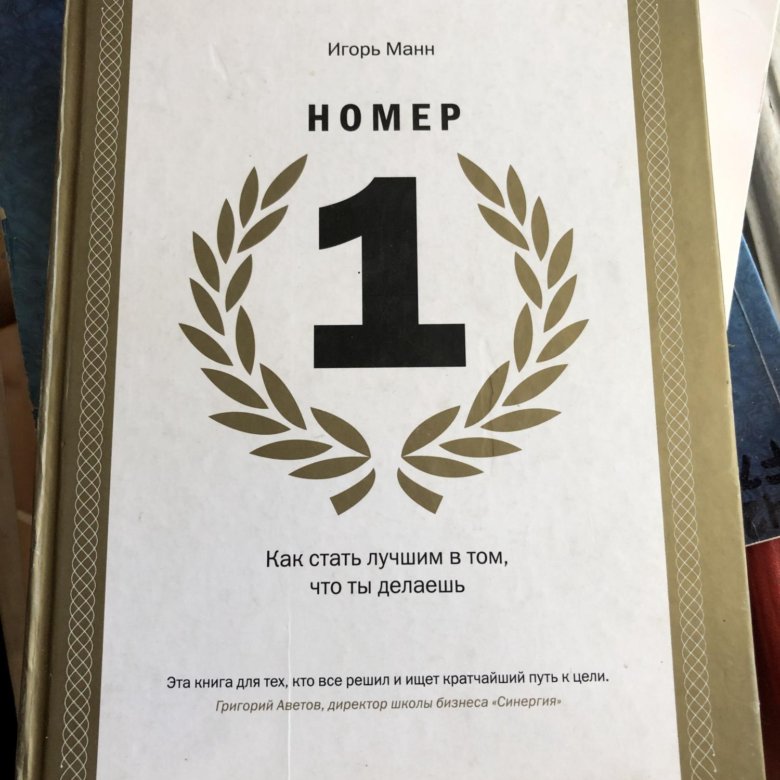 Игорь Манн
НОМЕР
1
Как стать лучшим в том,
что ты делаешь
Эта книга для тех, кто все решил и ищет кратчайший путь к цели.
Григорий Аветов, директор школы бизнеса «Синергия»